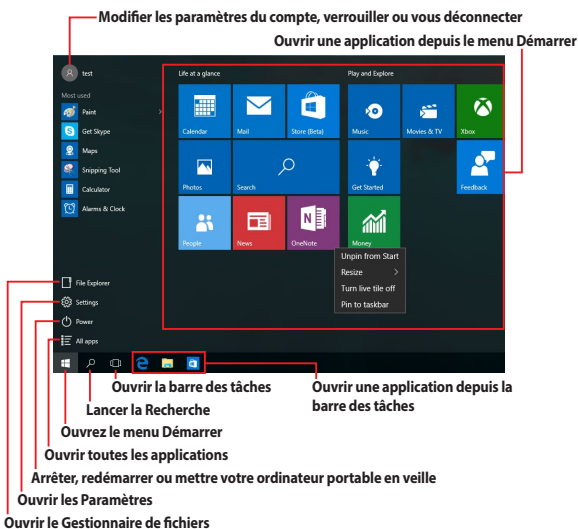 Modifier les paramètres du compte, verrouiller ou vous déconnecter
Ouvrir une application depuis le menu Démarrer
test
Most used
Paint
Get Skype
Maps
Snipping Tool
Calculator
Alarms & Clock
File Explorer
Settings
Power
All apps
Life at a glance
Play and Explore
Calendar
Mail
Store (Beta)
Music
Movies & TV
Xbox
Photos
Search
Get Started
Feedback
People
News
OneNote
Money
Unpin from Start
Resize
Turn live tile off
Pin to taskbar
Ouvrir la barre des tâches
Ouvrir une application depuis la
barre des tâches
Lancer la Recherche
Ouvrez le menu Démarrer
Ouvrir toutes les applications
Arrêter, redémarrer ou mettre votre ordinateur portable en veille
Ouvrir les Paramètres
Ouvrir le Gestionnaire de fichiers